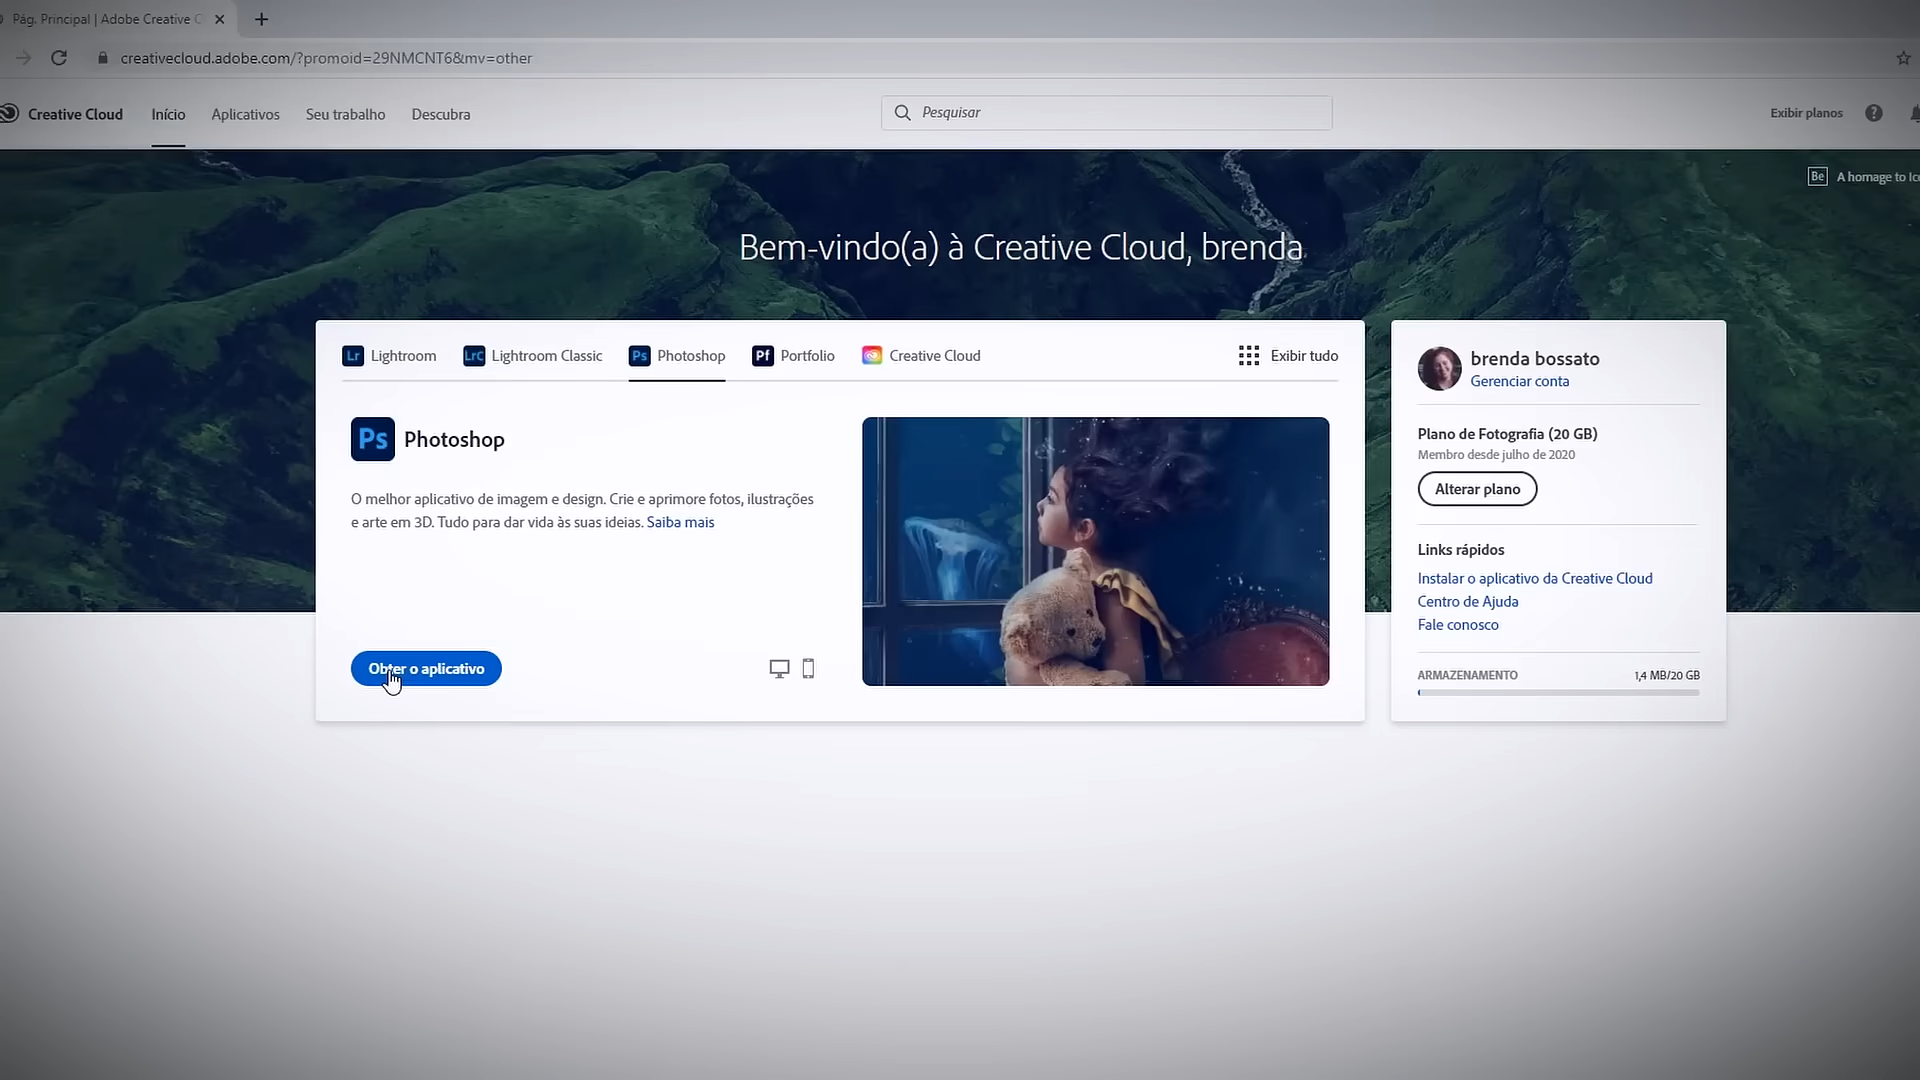 Pág. Principal | Adobe Creative C
creativecloud.adobe.com/?promoid=29NMCNT6&mv=other
Creative Cloud
Início
Aplicativos
Seu trabalho
Descubra
Pesquisar
Exibir planos
Be
A homage to Ice
Bem-vindo(a) à Creative Cloud, brenda
Lr Lightroom
LrC Lightroom Classic
Ps Photoshop
Pf Portfolio
Creative Cloud
Exibir tudo
Ps Photoshop
O melhor aplicativo de imagem e design. Crie e aprimore fotos, ilustrações
e arte em 3D. Tudo para dar vida às suas ideias. Saiba mais
Obter o aplicativo
brenda bossato
Gerenciar conta
Plano de Fotografia (20 GB)
Membro desde julho de 2020
Alterar plano
Links rápidos
Instalar o aplicativo da Creative Cloud
Centro de Ajuda
Fale conosco
ARMAZENAMENTO
1,4 MB/20 GB